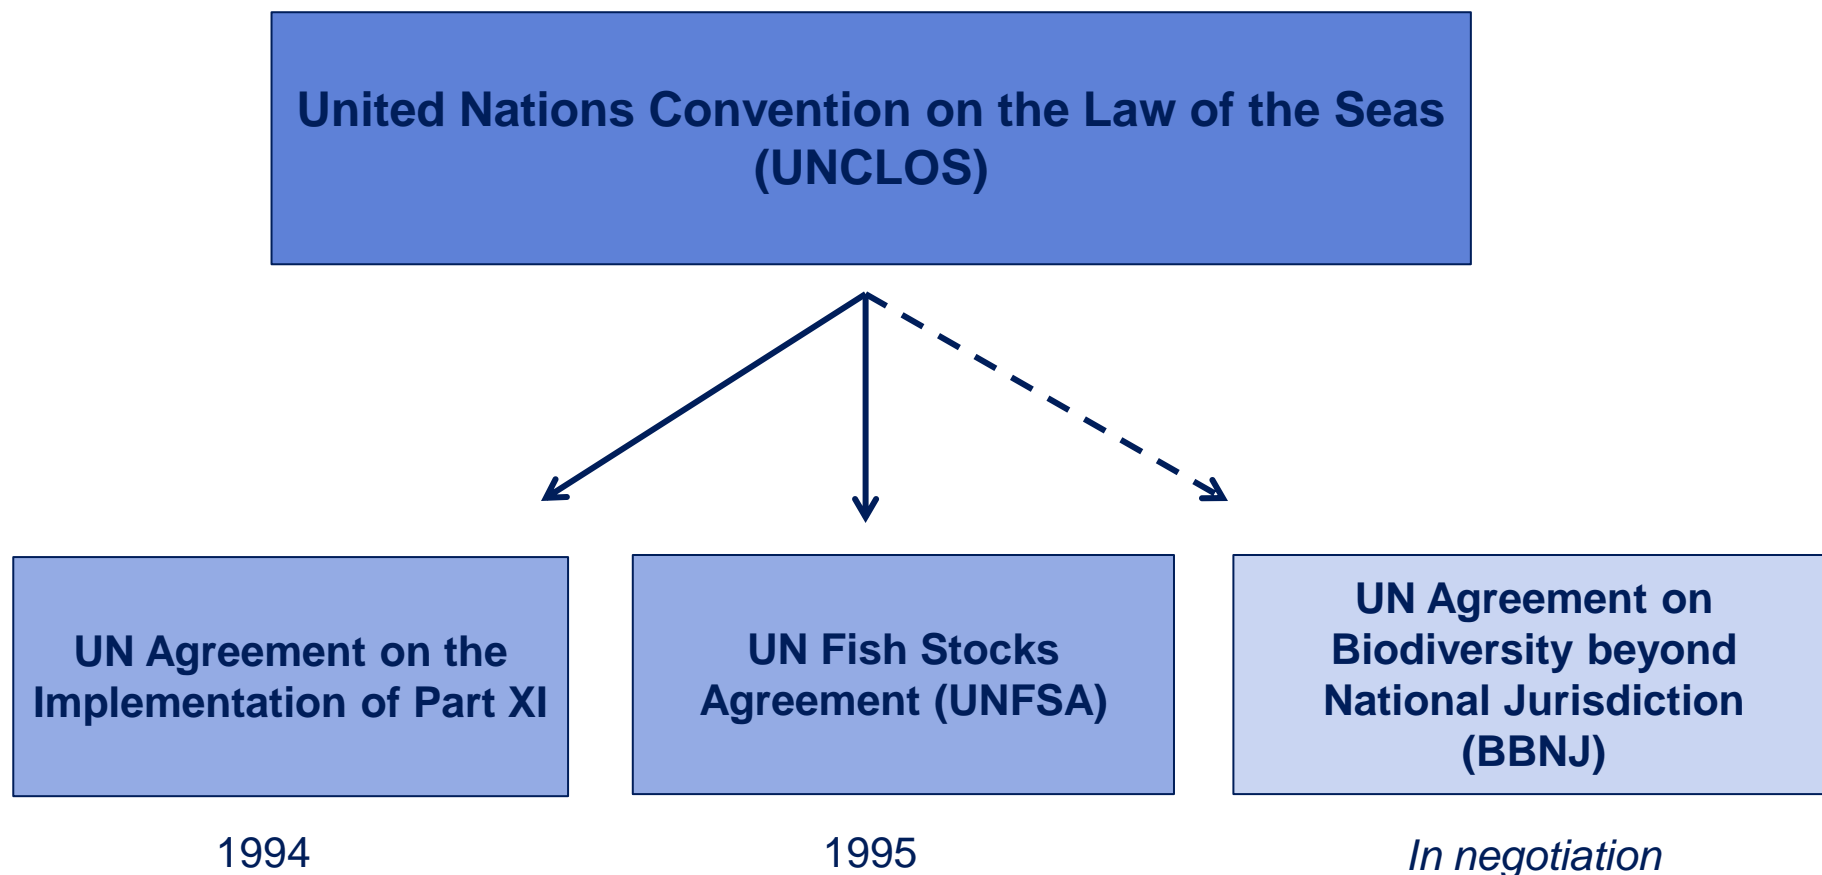 United Nations Convention on the Law of the Seas
(UNCLOS)
UN Agreement on the
Implementation of Part XI
UN Fish Stocks
Agreement (UNFSA)
UN Agreement on
Biodiversity beyond
National Jurisdiction
(BBNJ)
1994
1995
In negotiation